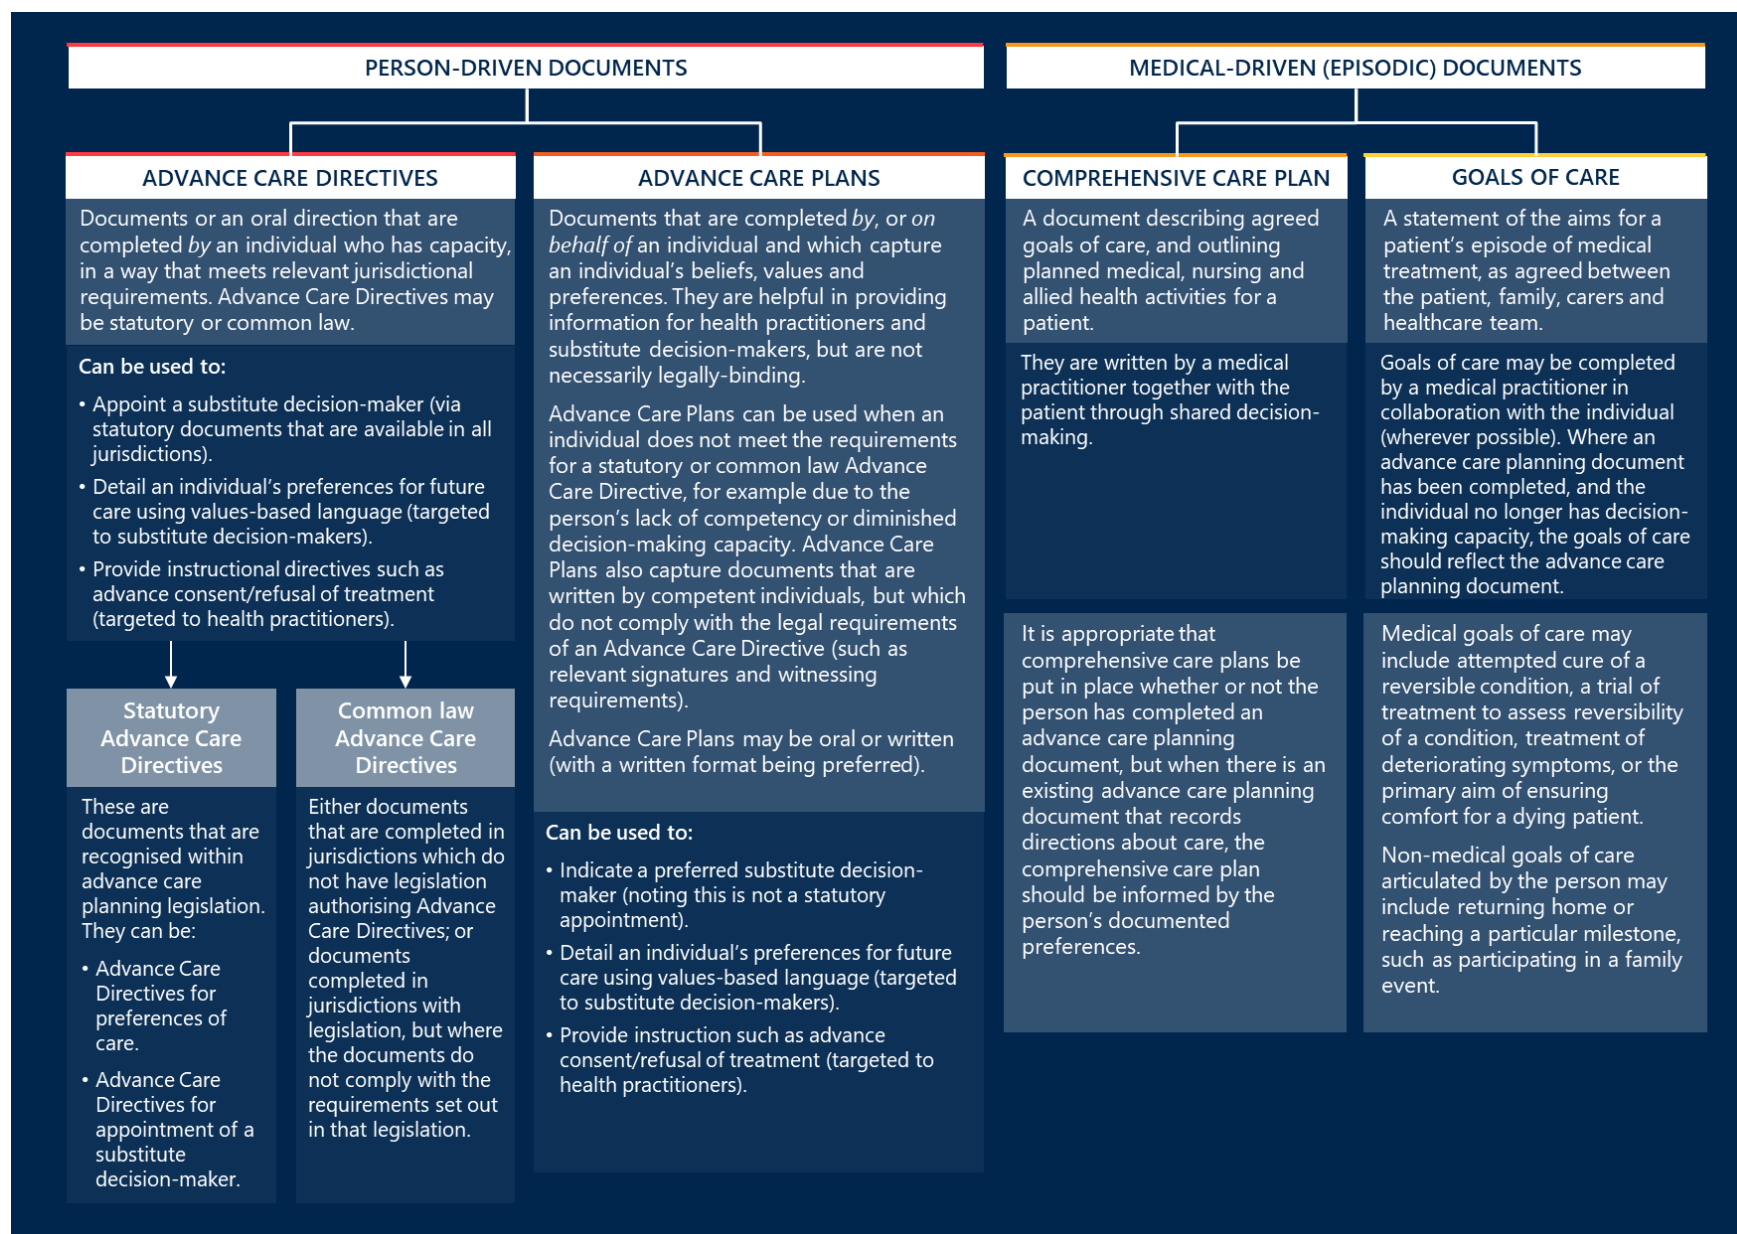 PERSON-DRIVEN DOCUMENTS
ADVANCE CARE DIRECTIVES
Documents or an oral direction that are
completed by an individual who has capacity,
in a way that meets relevant jurisdictional
requirements. Advance Care Directives may
be statutory or common law.
Can be used to:
• Appoint a substitute decision-maker (via
statutory documents that are available in all
jurisdictions).
• Detail an individual's preferences for future
care using values-based language (targeted
to substitute decision-makers).
• Provide instructional directives such as
advance consent/refusal of treatment
(targeted to health practitioners).
Statutory
Advance Care
Directives
These are
documents that are
recognised within
advance care
planning legislation.
They can be:
• Advance Care
Directives for
preferences of
care.
• Advance Care
Directives for
appointment of a
substitute
decision-maker.
Common law
Advance Care
Directives
Either documents
that are completed in
jurisdictions which do
not have legislation
authorising Advance
Care Directives; or
documents
completed in
jurisdictions with
legislation, but where
the documents do
not comply with the
requirements set out
in that legislation.
ADVANCE CARE PLANS
Documents that are completed by, or on
behalf of an individual and which capture
an individual's beliefs, values and
preferences. They are helpful in providing
information for health practitioners and
substitute decision-makers, but are not
necessarily legally-binding.
Advance Care Plans can be used when an
individual does not meet the requirements
for a statutory or common law Advance
Care Directive, for example due to the
person's lack of competency or diminished
decision-making capacity. Advance Care
Plans also capture documents that are
written by competent individuals, but which
do not comply with the legal requirements
of an Advance Care Directive (such as
relevant signatures and witnessing
requirements).
Advance Care Plans may be oral or written
(with a written format being preferred).
Can be used to:
• Indicate a preferred substitute decision-
maker (noting this is not a statutory
appointment).
• Detail an individual's preferences for future
care using values-based language (targeted
to substitute decision-makers).
• Provide instruction such as advance
consent/refusal of treatment (targeted to
health practitioners).
MEDICAL-DRIVEN (EPISODIC) DOCUMENTS
COMPREHENSIVE CARE PLAN
A document describing agreed
goals of care, and outlining
planned medical, nursing and
allied health activities for a
patient.
They are written by a medical
practitioner together with the
patient through shared decision-
making.
It is appropriate that
comprehensive care plans be
put in place whether or not the
person has completed an
advance care planning
document, but when there is an
existing advance care planning
document that records
directions about care, the
comprehensive care plan
should be informed by the
person's documented
preferences.
GOALS OF CARE
A statement of the aims for a
patient's episode of medical
treatment, as agreed between
the patient, family, carers and
healthcare team.
Goals of care may be completed
by a medical practitioner in
collaboration with the individual
(wherever possible). Where an
advance care planning document
has been completed, and the
individual no longer has decision-
making capacity, the goals of care
should reflect the advance care
planning document.
Medical goals of care may
include attempted cure of a
reversible condition, a trial of
treatment to assess reversibility
of a condition, treatment of
deteriorating symptoms, or the
primary aim of ensuring
comfort for a dying patient.
Non-medical goals of care
articulated by the person may
include returning home or
reaching a particular milestone,
such as participating in a family
event.